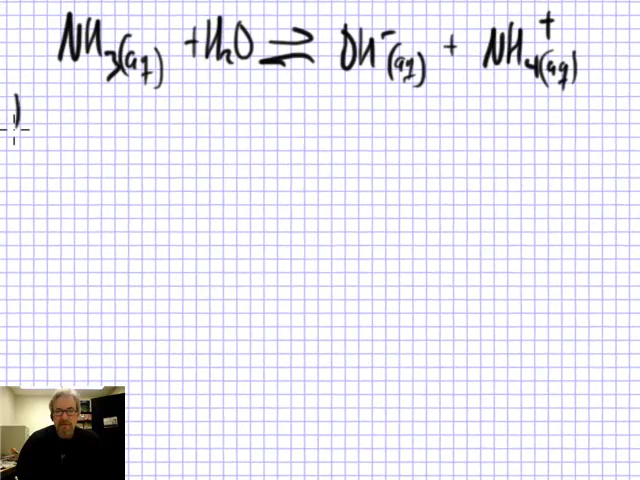 NH₃(aq) + H₂O ⇌ OH⁻(aq) + NH₄⁺(aq)